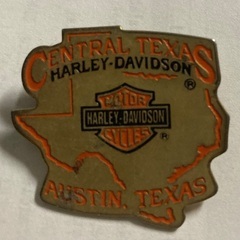 CENTRAL TEXAS
HARLEY-DAVIDSON
®
MOTOR
HARLEY-DAVIDSON
CYCLES
®
AUSTIN, TEXAS